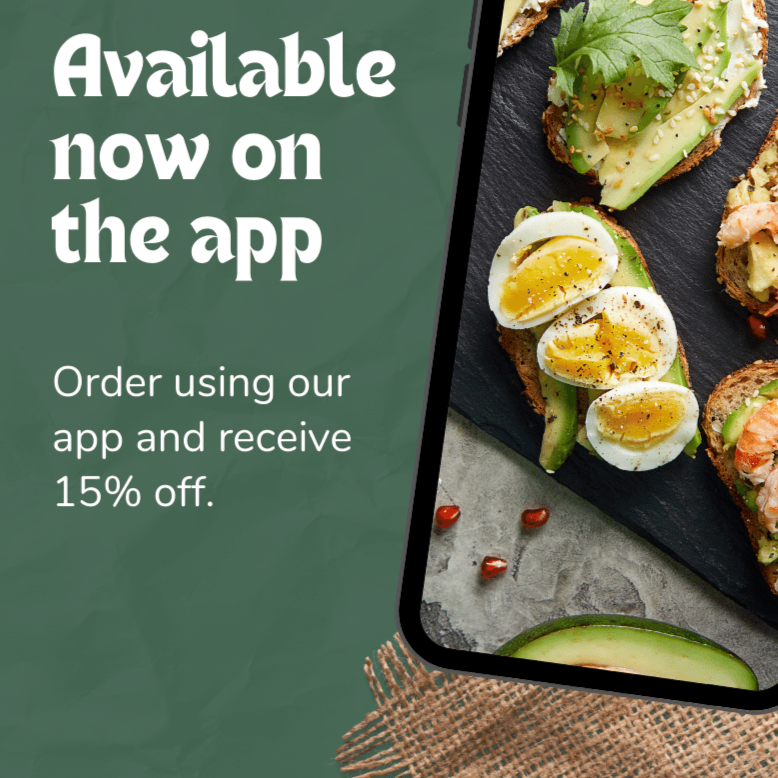 Available
now on
the app
Order using our
app and receive
15% off.